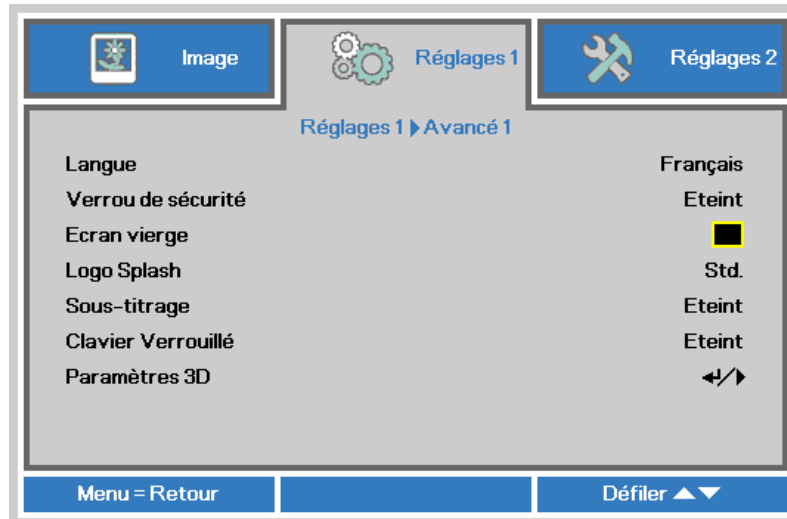 Image
Réglages 1
Réglages 2
Réglages 1 ▶ Avancé 1
Langue Français
Verrou de sécurité Eteint
Ecran vierge
Logo Splash Std.
Sous-titrage Eteint
Clavier Verrouillé Eteint
Paramètres 3D ↵/▶
Menu = Retour
Défiler ▲▼